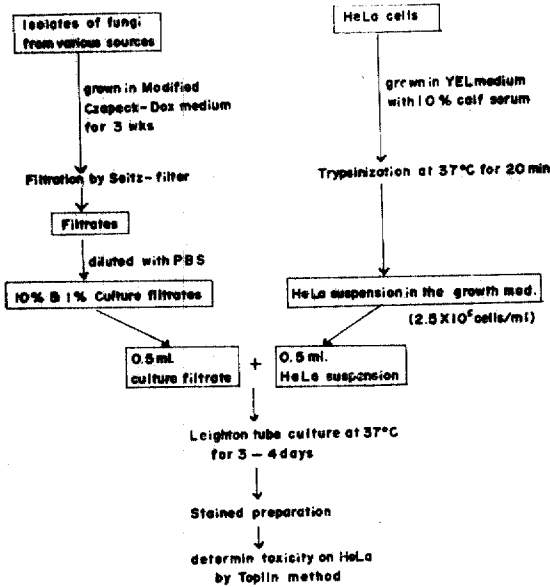 Isolates of fungi
from various sources
grown in Modified
Czapeck-Dox medium
for 3 wks
Filtration by Seitz-filter
Filtrates
diluted with PBS
10% & 1% Culture filtrates
HeLa cells
grown in YEL medium
with 10% calf serum
Trypsinization at 37°C for 20 min
HeLa suspension in the growth med.
(2.5X10⁵ cells/ml)
0.5 ml.
culture filtrate
+
0.5 ml.
HeLa suspension
Leighton tube culture at 37°C
for 3 – 4 days
Stained preparation
determin toxicity on HeLa
by Toplin method